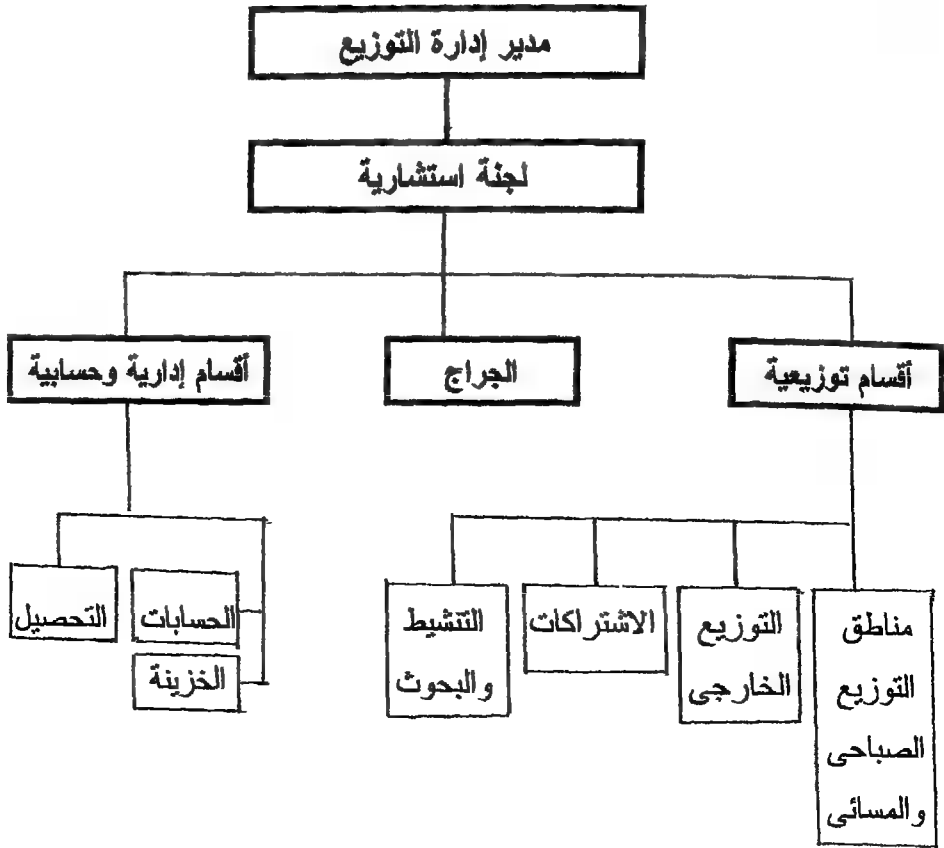 مدير إدارة التوزيع
لجنة استشارية
أقسام توزيعية
الجراج
أقسام إدارية وحسابية
مناطق
التوزيع
الصباحى
والمسائى
التوزيع
الخارجى
الاشتراكات
التنشيط
والبحوث
الحسابات
الخزينة
التحصيل